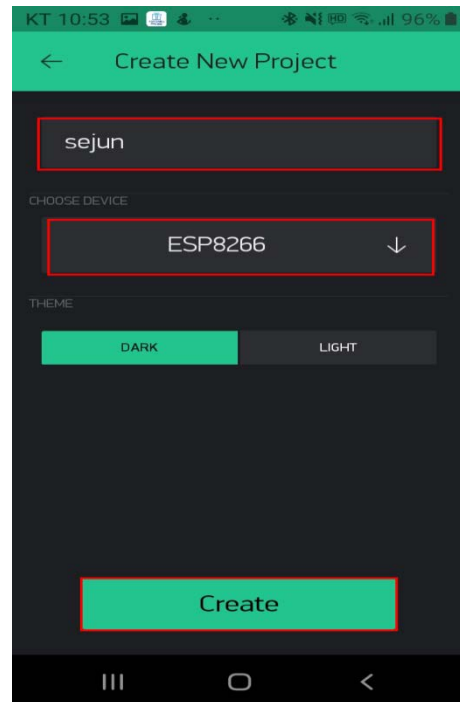 KT 10:53 96%
Create New Project
sejun
CHOOSE DEVICE
ESP8266
THEME
DARK LIGHT
Create